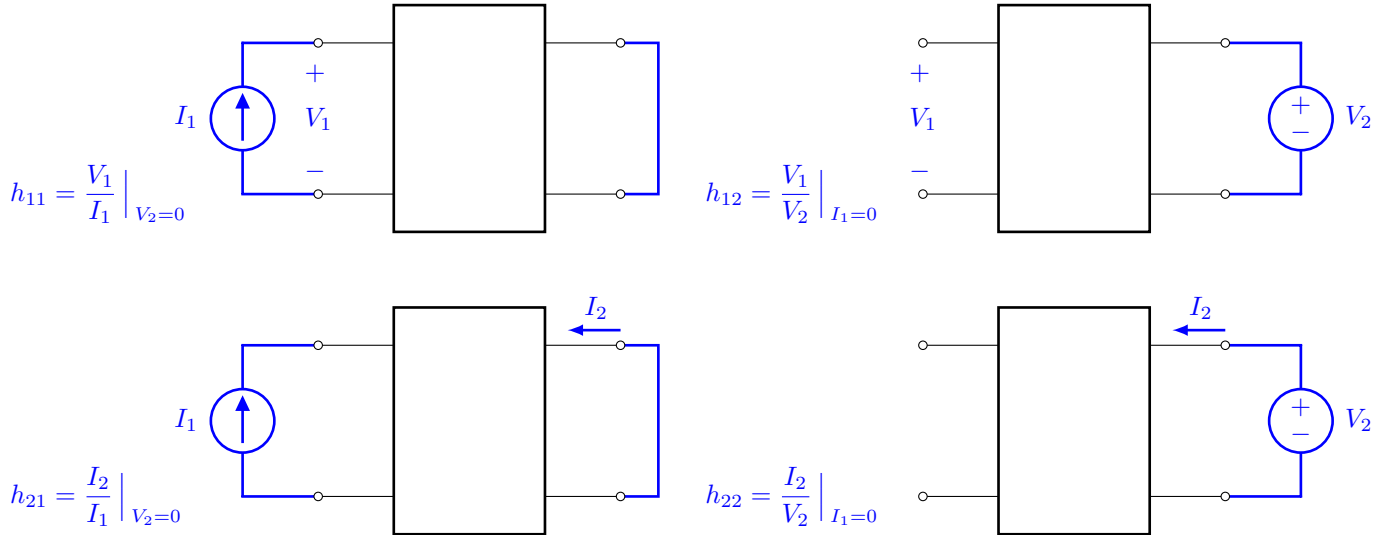 +
I₁
V₁
−
h₁₁ = V₁/I₁ |_{V₂=0}
+
V₁
−
+
−
V₂
h₁₂ = V₁/V₂ |_{I₁=0}
I₂
I₁
h₂₁ = I₂/I₁ |_{V₂=0}
I₂
+
−
V₂
h₂₂ = I₂/V₂ |_{I₁=0}